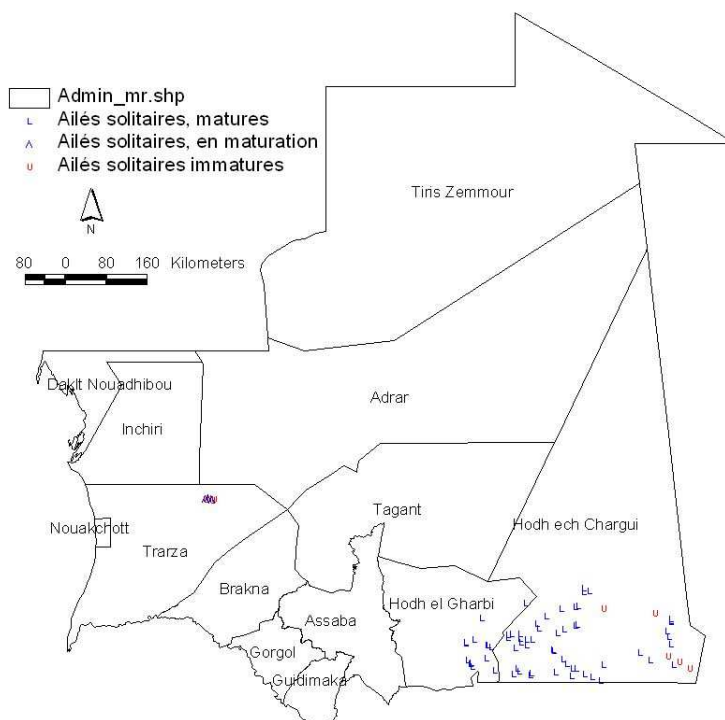 Admin_mr.shp
Ailés solitaires, matures
Ailés solitaires, en maturation
Ailés solitaires immatures
N
80 0 80 160 Kilometers
Tiris Zemmour
Daklt Nouadhibou
Adrar
Inchiri
Tagant
Hodh ech Chargui
Nouakchott
Trarza
Brakna
Hodh el Gharbi
Assaba
Gorgol
Guidimaka